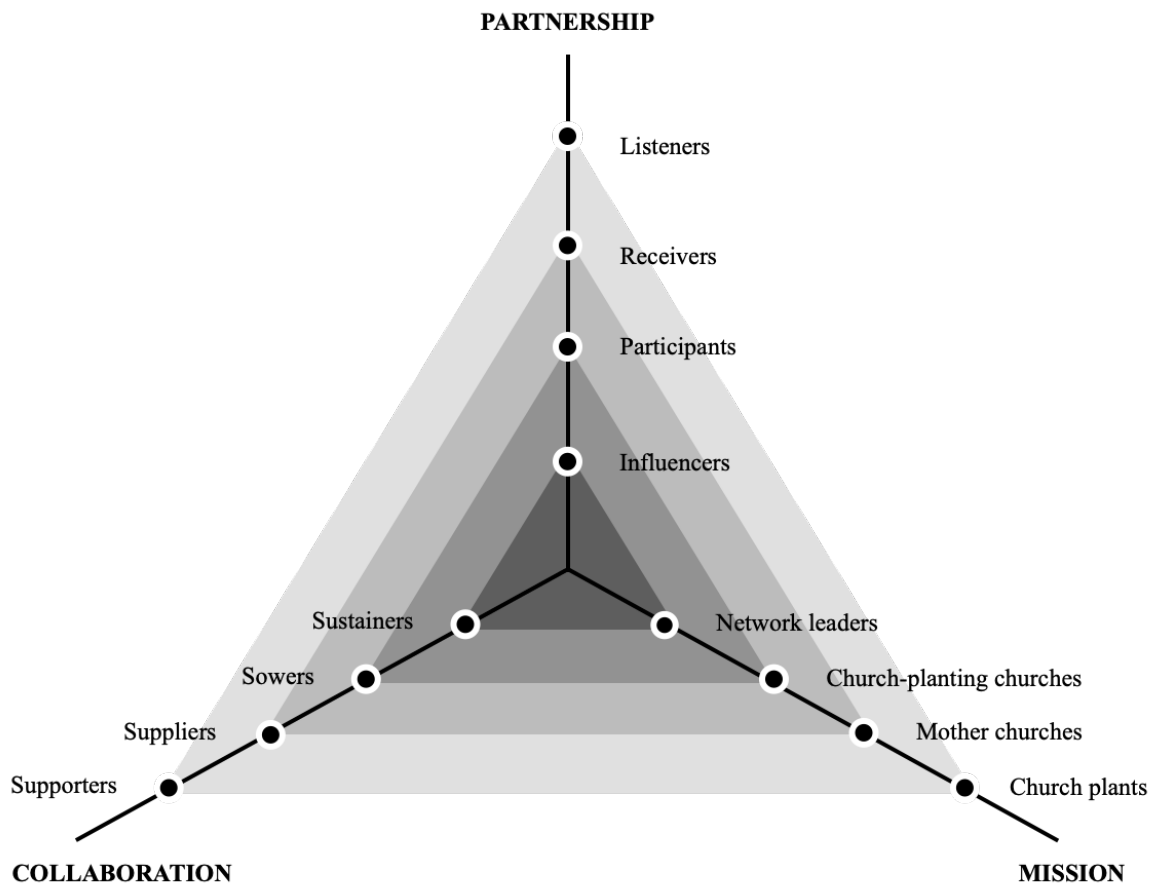 PARTNERSHIP
Listeners
Receivers
Participants
Influencers
Sustainers
Network leaders
Sowers
Church-planting churches
Suppliers
Mother churches
Supporters
Church plants
COLLABORATION
MISSION